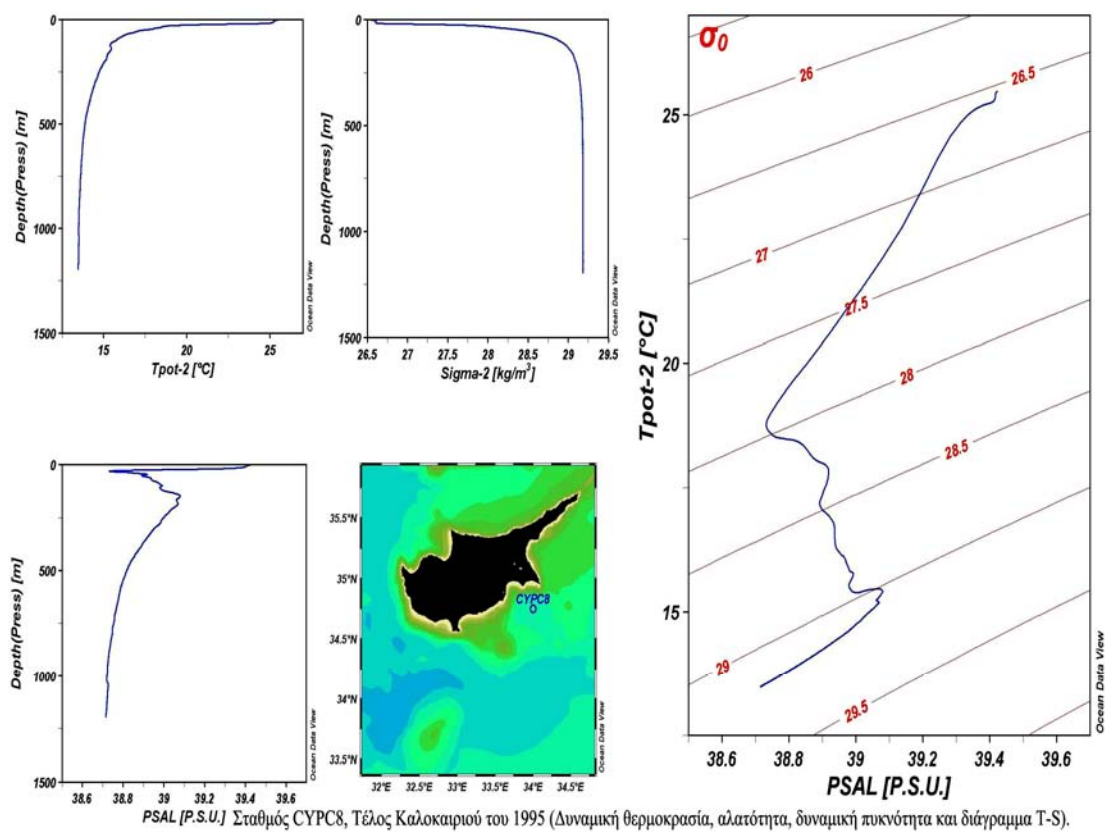 0
500
1000
1500
Depth(Press) [m]
15 20 25
Tpot-2 [°C]
Ocean Data View
0
500
1000
1500
Depth(Press) [m]
26.5 27 27.5 28 28.5 29 29.5
Sigma-2 [kg/m³]
Ocean Data View
σ₀
26
26.5
27
27.5
28
28.5
29
29.5
25
20
15
Tpot-2 [°C]
38.6 38.8 39 39.2 39.4 39.6
PSAL [P.S.U.]
Ocean Data View
0
500
1000
1500
Depth(Press) [m]
38.6 38.8 39 39.2 39.4 39.6
PSAL [P.S.U.]
Ocean Data View
35.5°N
35°N
34.5°N
34°N
33.5°N
CYPC8
32°E 32.5°E 33°E 33.5°E 34°E 34.5°E
Ocean Data View
Σταθμός CYPC8, Τέλος Καλοκαιριού του 1995 (Δυναμική θερμοκρασία, αλατότητα, δυναμική πυκνότητα και διάγραμμα T-S).